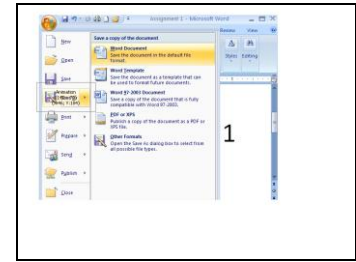 Assignment 1 - Microsoft Word
Review
View
New
Open
Save
Print
Prepare
Send
Publish
Close
Save a copy of the document
Word Document
Save the document in the default file
format.
Word Template
Save the document as a template that can
be used to format future documents.
Word 97-2003 Document
Save a copy of the document that is fully
compatible with Word 97-2003.
PDF or XPS
Publish a copy of the document as a PDF or
XPS file.
Other Formats
Open the Save As dialog box to select from
all possible file types.
Styles
Editing
1